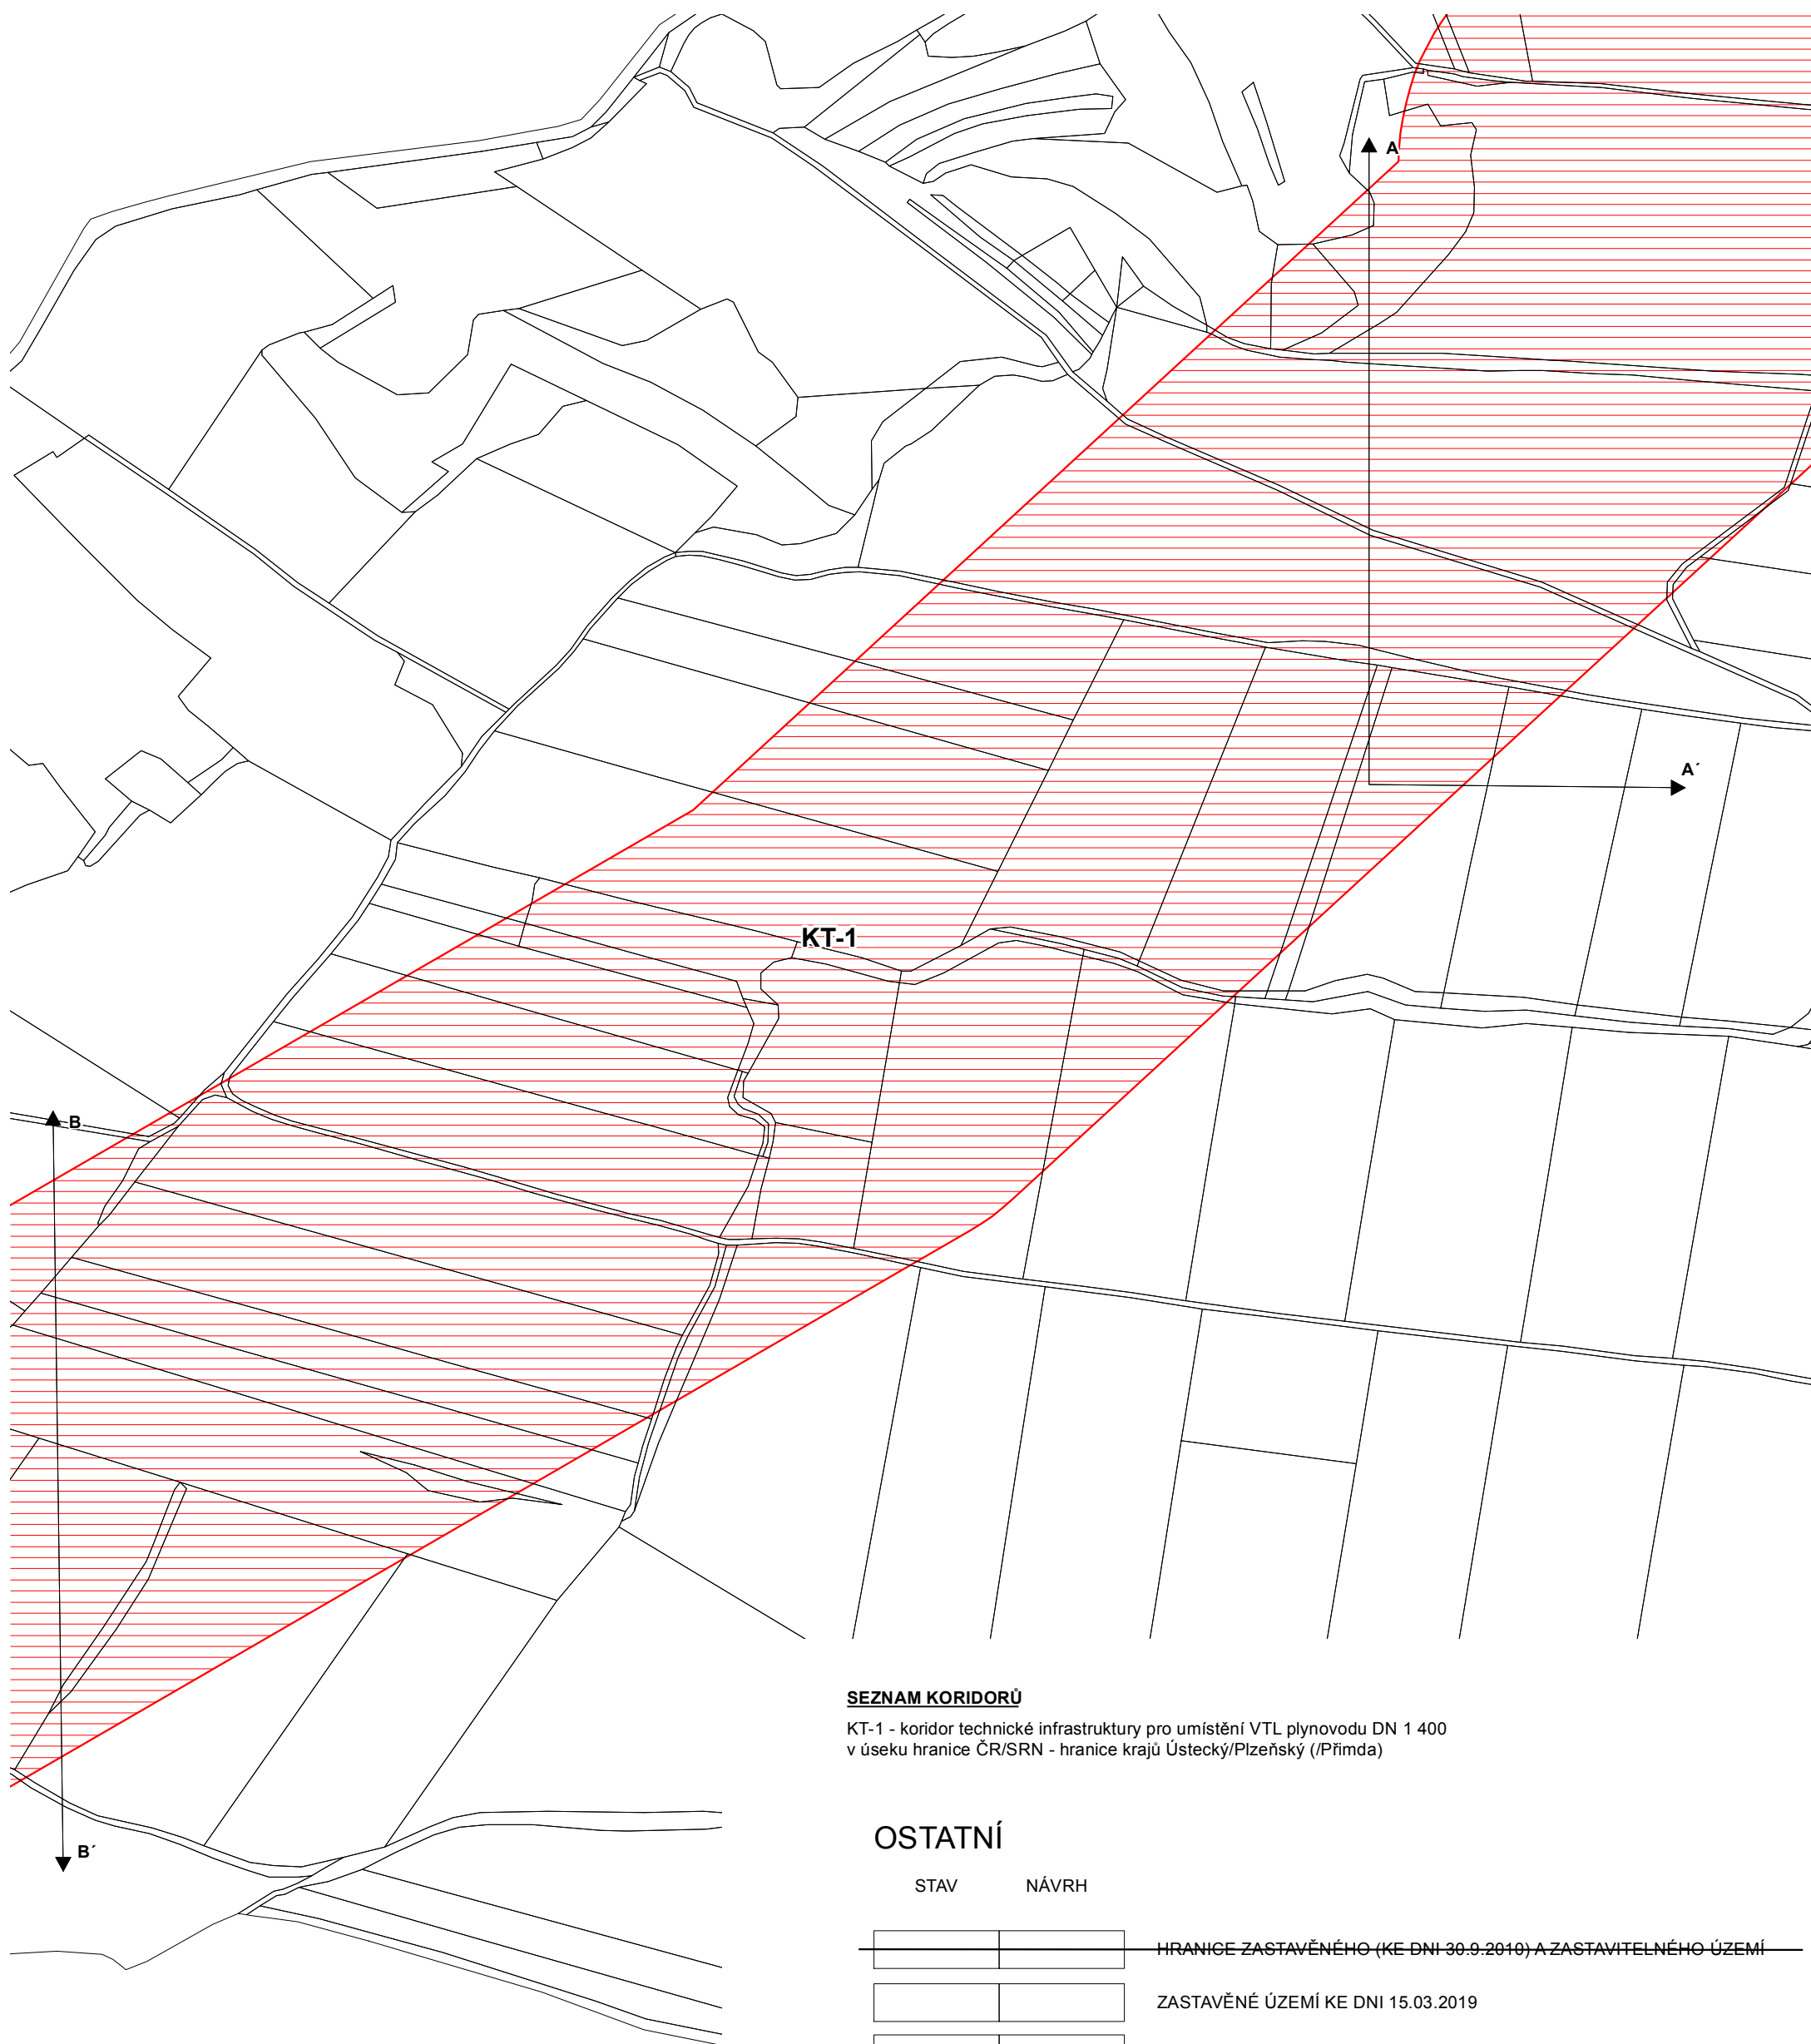 A
A´
KT-1
B
B´
SEZNAM KORIDORŮ
KT-1 - koridor technické infrastruktury pro umístění VTL plynovodu DN 1 400
v úseku hranice ČR/SRN - hranice krajů Ústecký/Plzeňský (/Přimda)
OSTATNÍ
STAV NÁVRH
HRANICE ZASTAVĚNÉHO (KE DNI 30.9.2010) A ZASTAVITELNÉHO ÚZEMÍ
ZASTAVĚNÉ ÚZEMÍ KE DNI 15.03.2019